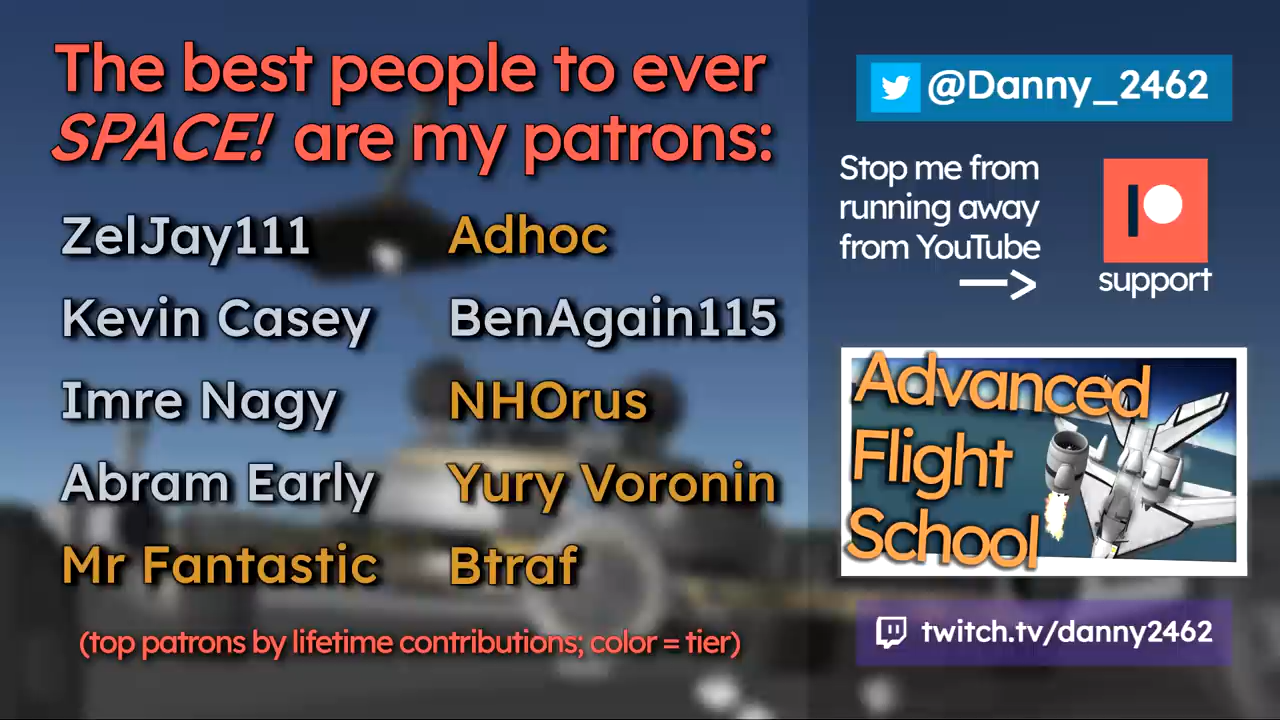 The best people to ever
SPACE! are my patrons:
ZelJay111
Adhoc
Kevin Casey
BenAgain115
Imre Nagy
NHOrus
Abram Early
Yury Voronin
Mr Fantastic
Btraf
(top patrons by lifetime contributions; color = tier)
@Danny_2462
Stop me from
running away
from YouTube
support
Advanced
Flight
School
twitch.tv/danny2462